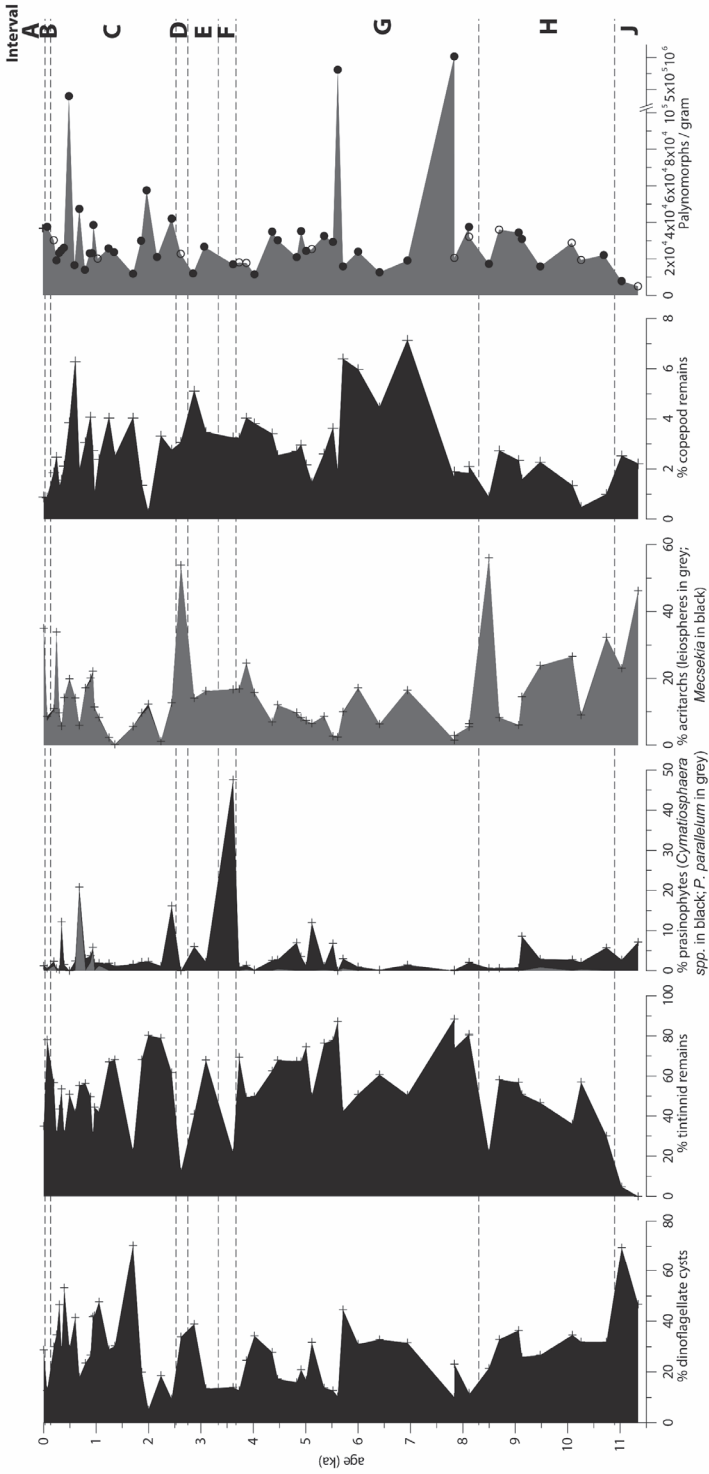 Interval
A
B
C
D
E
F
G
H
J
age (ka)
0
1
2
3
4
5
6
7
8
9
10
11
0 20 40 60 80
% dinoflagellate cysts
0 20 40 60 80 100
% tintinnid remains
0 10 20 30 40 50
% prasinophytes (Cymatiosphaera
spp. in black; P. parallelum in grey)
0 20 40 60
% acritarchs (leiospheres in grey;
Mecsekia in black)
0 2 4 6 8
% copepod remains
0 2x10⁴ 4x10⁴ 6x10⁴ 8x10⁴ 10⁵ 5x10⁵ 10⁶
Palynomorphs / gram